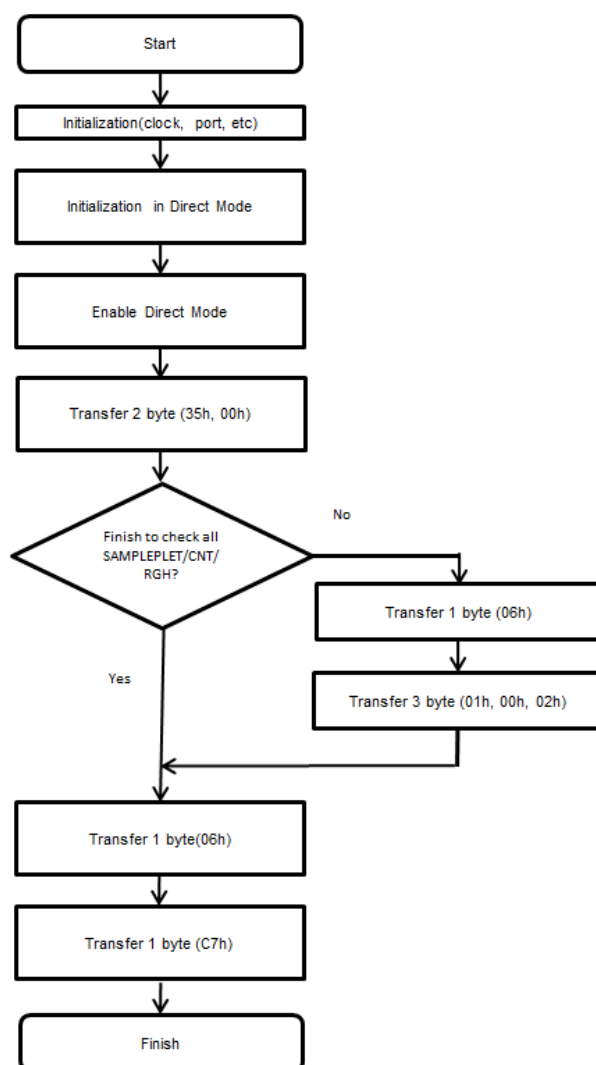 Start
Initialization(clock, port, etc)
Initialization in Direct Mode
Enable Direct Mode
Transfer 2 byte (35h, 00h)
Finish to check all
SAMPLEPLET/CNT/
RGH?
No
Transfer 1 byte (06h)
Yes
Transfer 3 byte (01h, 00h, 02h)
Transfer 1 byte(06h)
Transfer 1 byte (C7h)
Finish